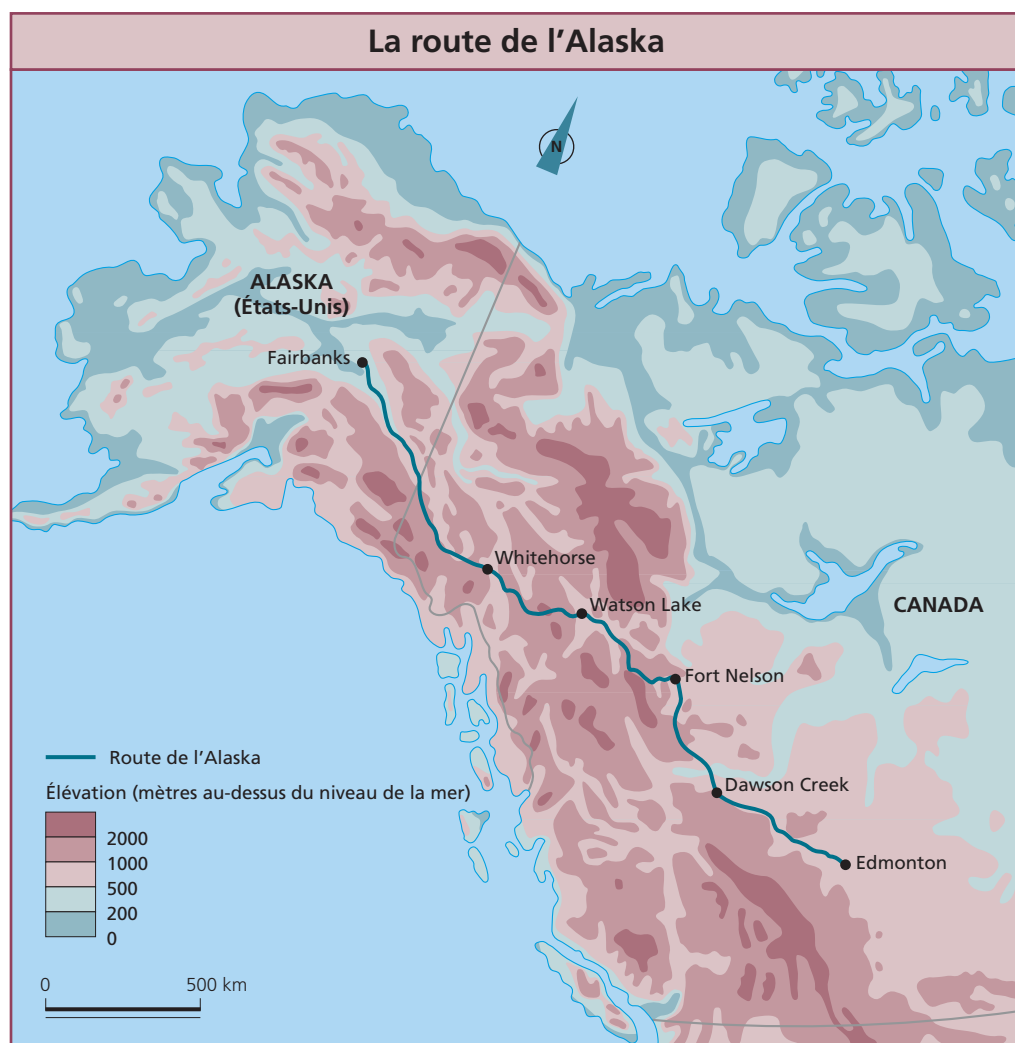 La route de l'Alaska
N
ALASKA
(États-Unis)
Fairbanks
Whitehorse
Watson Lake
CANADA
Fort Nelson
Dawson Creek
Edmonton
Route de l'Alaska
Élévation (mètres au-dessus du niveau de la mer)
2000
1000
500
200
0
0 500 km